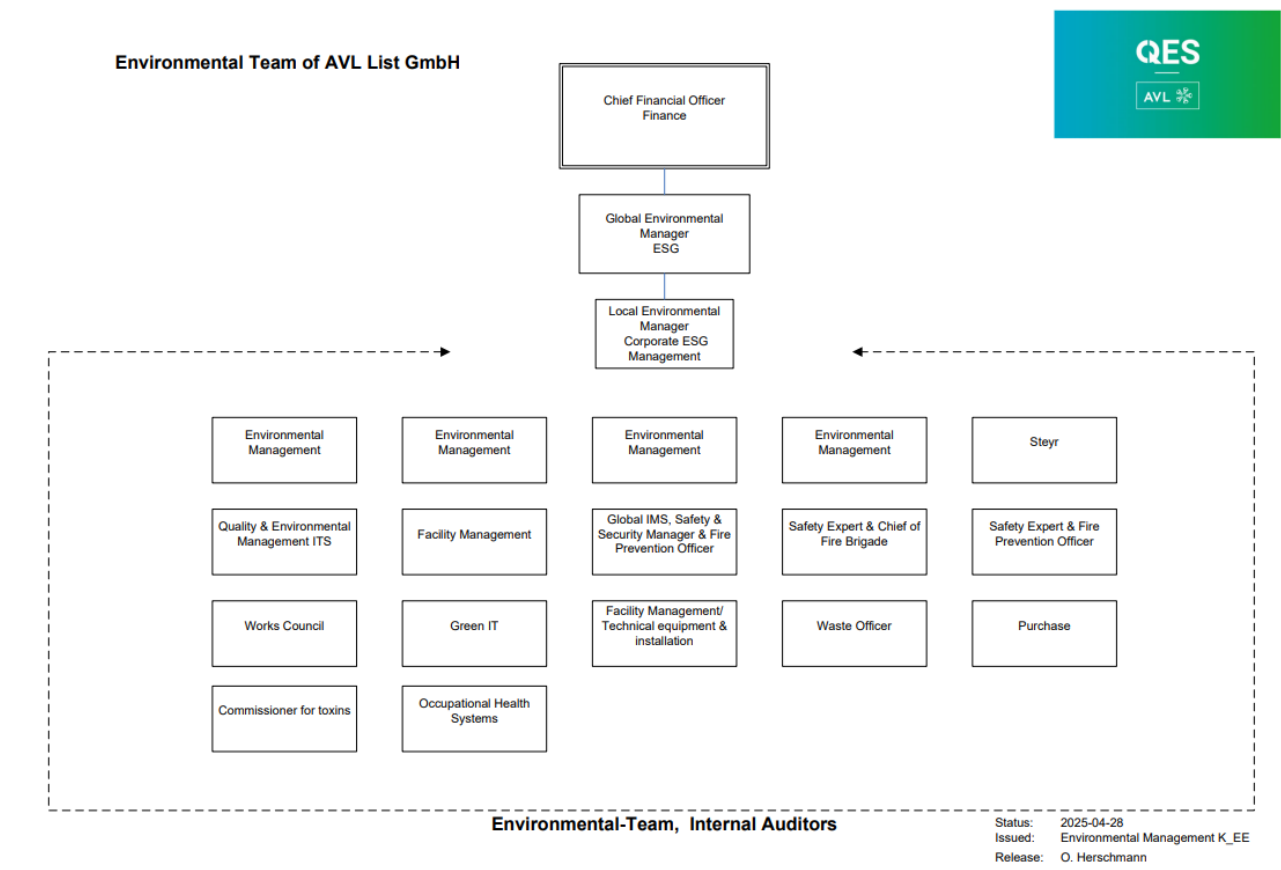 Environmental Team of AVL List GmbH
QES
AVL
Chief Financial Officer
Finance
Global Environmental
Manager
ESG
Local Environmental
Manager
Corporate ESG
Management
Environmental
Management
Environmental
Management
Environmental
Management
Environmental
Management
Steyr
Quality & Environmental
Management ITS
Facility Management
Global IMS, Safety &
Security Manager & Fire
Prevention Officer
Safety Expert & Chief of
Fire Brigade
Safety Expert & Fire
Prevention Officer
Works Council
Green IT
Facility Management/
Technical equipment &
installation
Waste Officer
Purchase
Commissioner for toxins
Occupational Health
Systems
Environmental-Team, Internal Auditors
Status: 2025-04-28
Issued: Environmental Management K_EE
Release: O. Herschmann